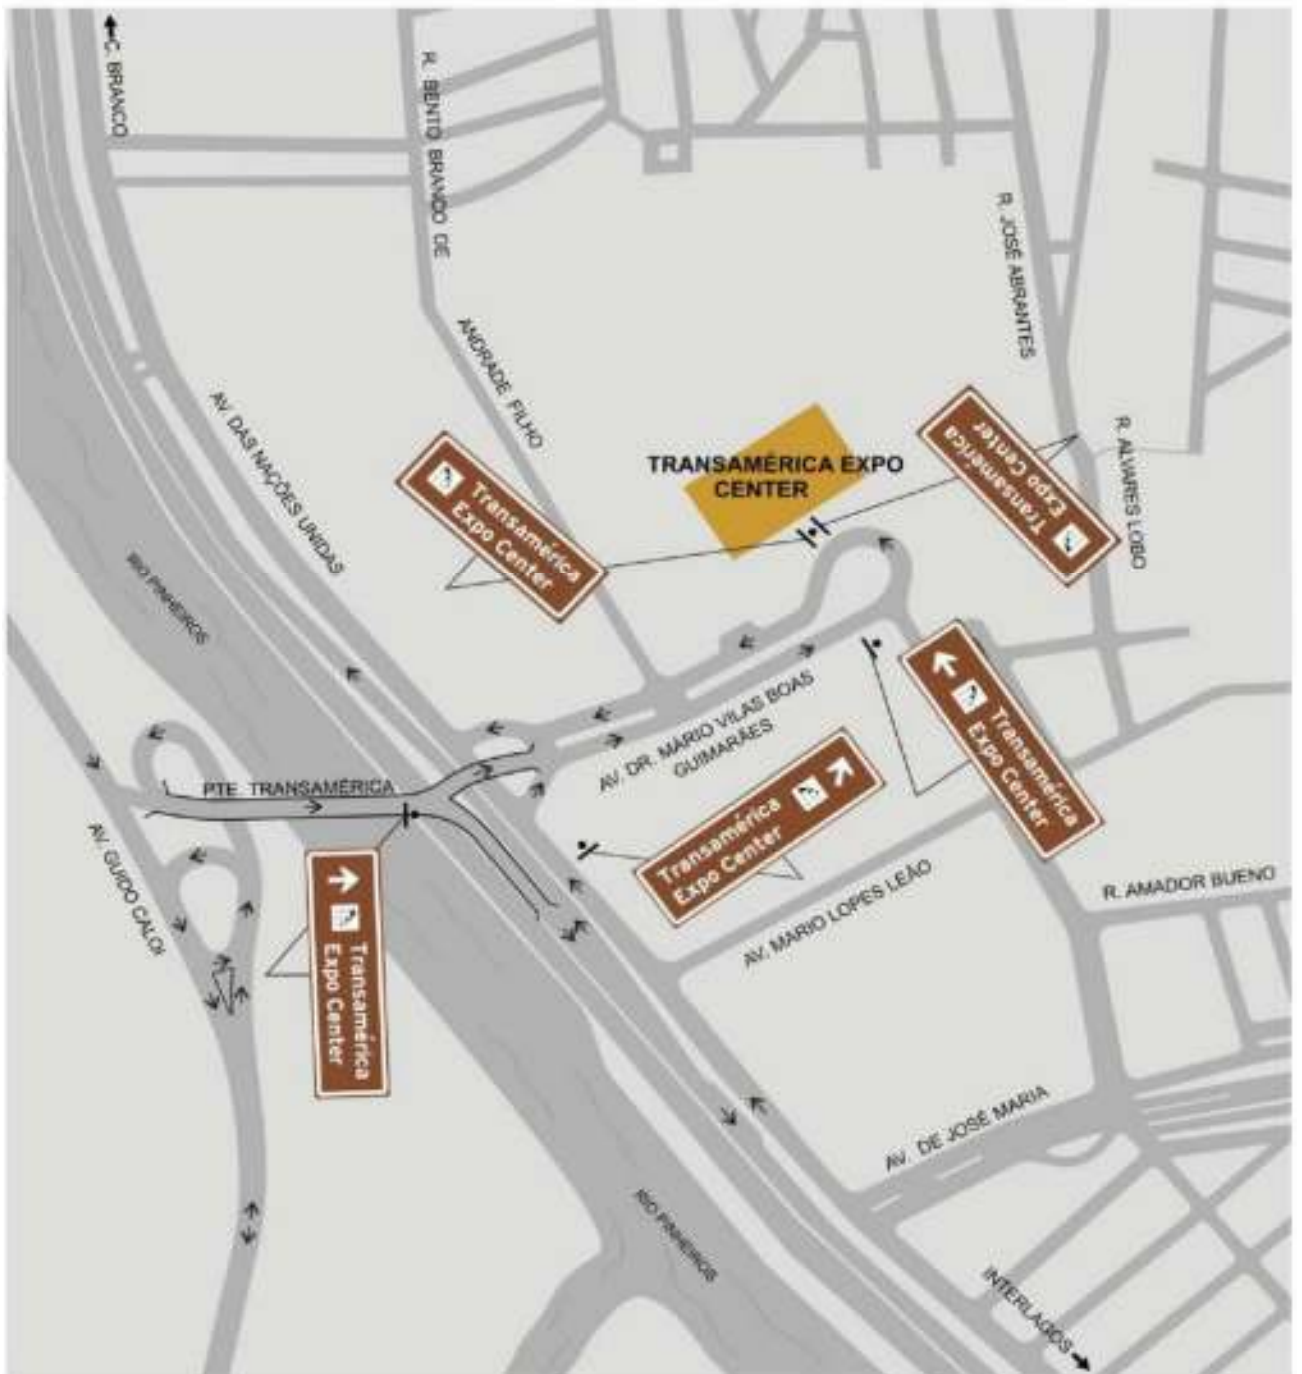 C. BRANCO
R. BENTO BRANCO DE
ANDRADE FILHO
R. JOSÉ ABRANTES
R. ALVARES LOBO
AV. DAS NAÇÕES UNIDAS
TRANSAMÉRICA EXPO
CENTER
Transamérica
Expo Center
Transamérica
Expo Center
RIO PINHEIROS
Transamérica
Expo Center
AV. DR. MÁRIO VILAS BOAS
GUIMARÃES
PTE TRANSAMÉRICA
Transamérica
Expo Center
AV. GUIDO CALOI
Transamérica
Expo Center
AV. MARIO LOPES LEÃO
R. AMADOR BUENO
AV. DE JOSÉ MARIA
RIO PINHEIROS
INTERLAGOS